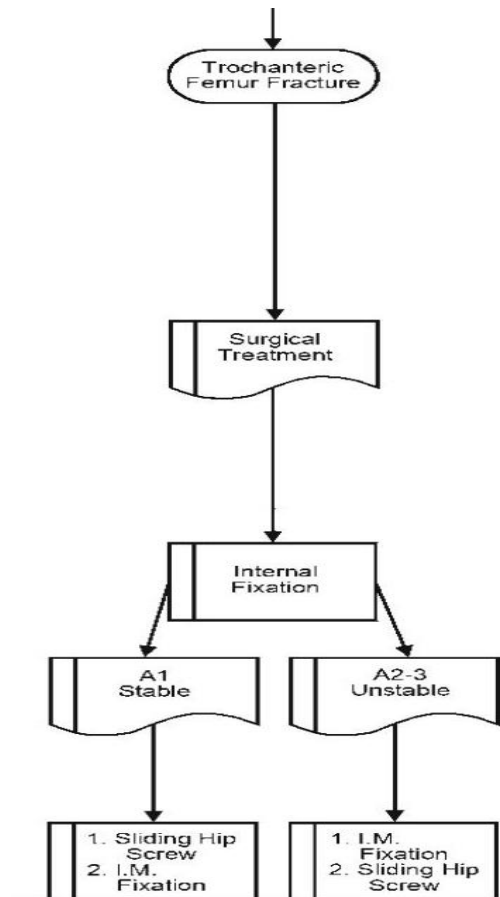 Trochanteric
Femur Fracture
Surgical
Treatment
Internal
Fixation
A1
Stable
A2-3
Unstable
1. Sliding Hip
Screw
2. I.M.
Fixation
1. I.M.
Fixation
2. Sliding Hip
Screw